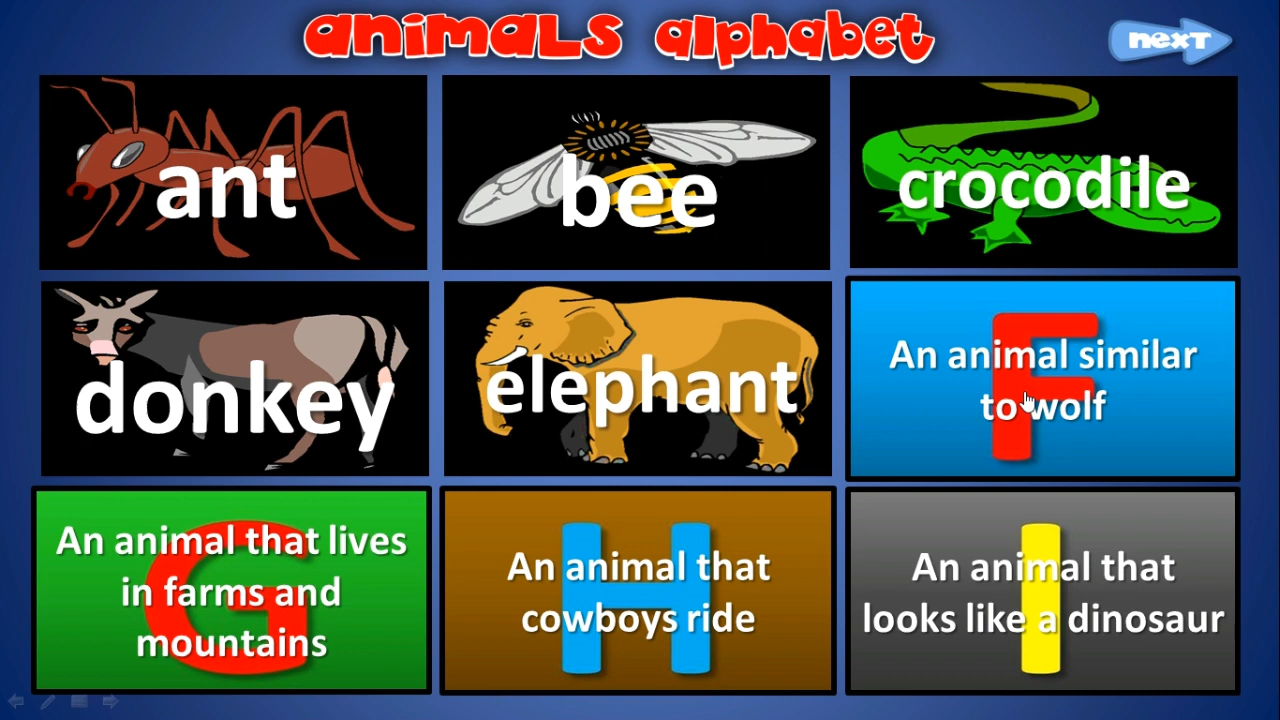 animals alphabet
next
ant
bee
crocodile
donkey
elephant
F
An animal similar
to wolf
G
An animal that lives
in farms and
mountains
H
An animal that
cowboys ride
I
An animal that
looks like a dinosaur